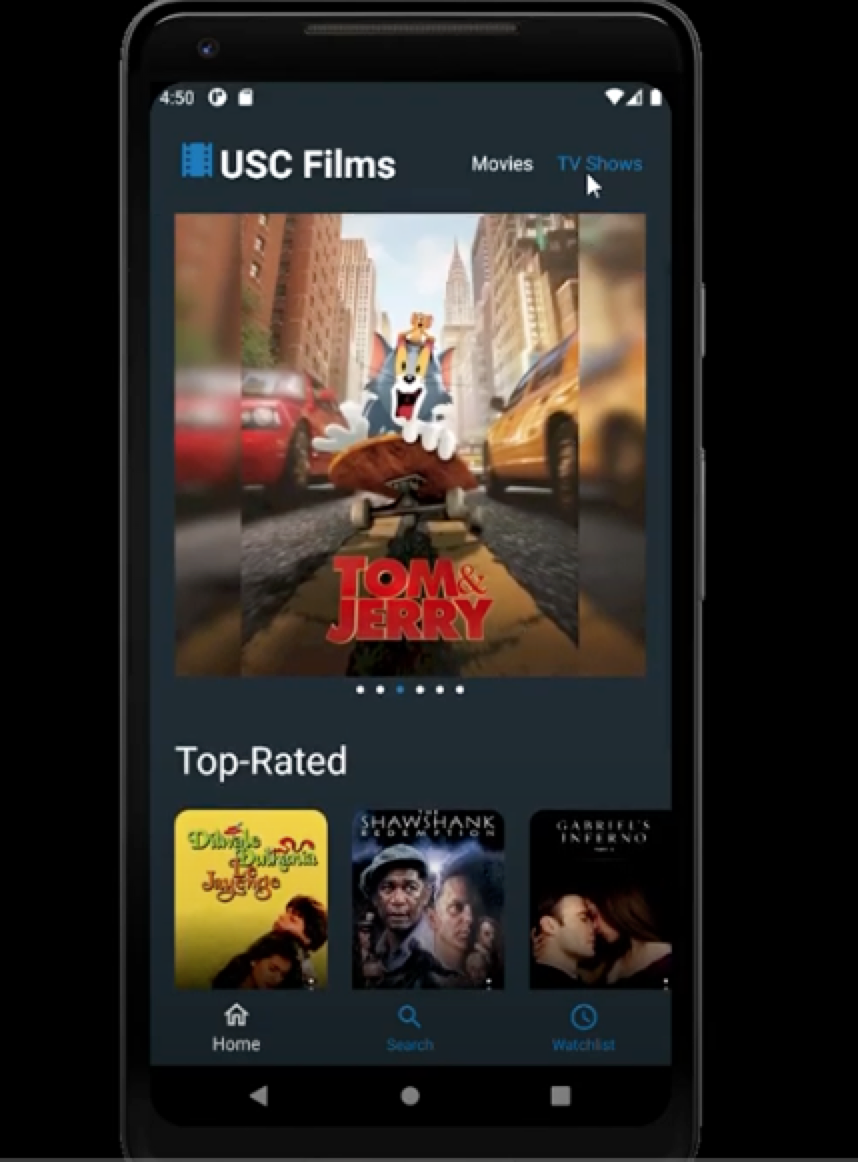 4:50
USC Films
Movies
TV Shows
TOM&
JERRY
Top-Rated
Dilwale
Dulhania
Le
Jayenge
THE
SHAWSHANK
REDEMPTION
GABRIEL'S
INFERNO
Home
Search
Watchlist